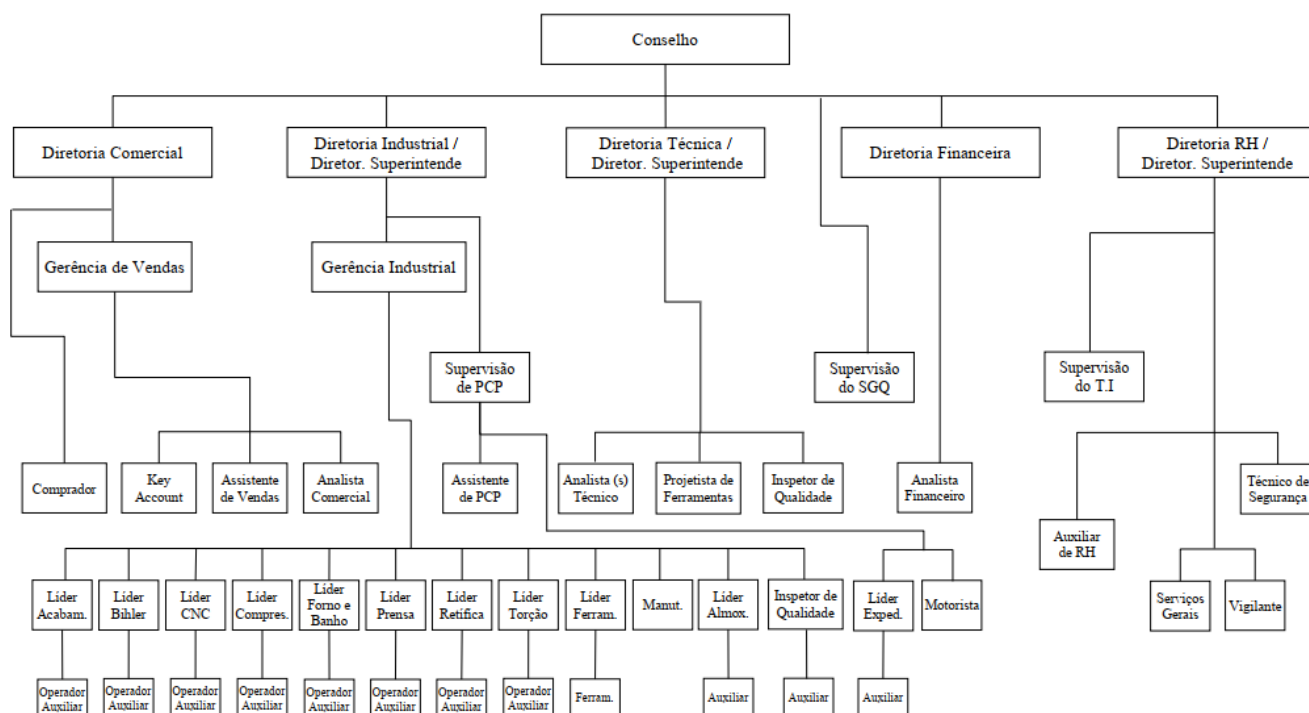 Conselho
Diretoria Comercial
Diretoria Industrial /
Diretor. Superintende
Diretoria Técnica /
Diretor. Superintende
Diretoria Financeira
Diretoria RH /
Diretor. Superintende
Gerência de Vendas
Gerência Industrial
Supervisão
de PCP
Supervisão
do SGQ
Supervisão
do T.I
Comprador
Key
Account
Assistente
de Vendas
Analista
Comercial
Assistente
de PCP
Analista (s)
Técnico
Projetista de
Ferramentas
Inspetor de
Qualidade
Analista
Financeiro
Técnico de
Segurança
Auxiliar
de RH
Líder
Acabam.
Líder
Bihler
Líder
CNC
Líder
Compres.
Líder
Forno e
Banho
Líder
Prensa
Líder
Retífica
Líder
Torção
Líder
Ferram.
Manut.
Líder
Almox.
Inspetor de
Qualidade
Líder
Exped.
Motorista
Serviços
Gerais
Vigilante
Operador
Auxiliar
Operador
Auxiliar
Operador
Auxiliar
Operador
Auxiliar
Operador
Auxiliar
Operador
Auxiliar
Operador
Auxiliar
Operador
Auxiliar
Ferram.
Auxiliar
Auxiliar
Auxiliar